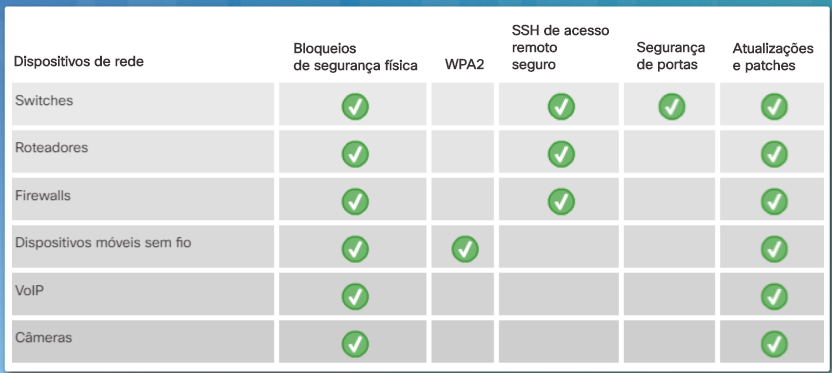 Dispositivos de rede
Bloqueios
de segurança física
WPA2
SSH de acesso
remoto
seguro
Segurança
de portas
Atualizações
e patches
Switches
Roteadores
Firewalls
Dispositivos móveis sem fio
VoIP
Câmeras